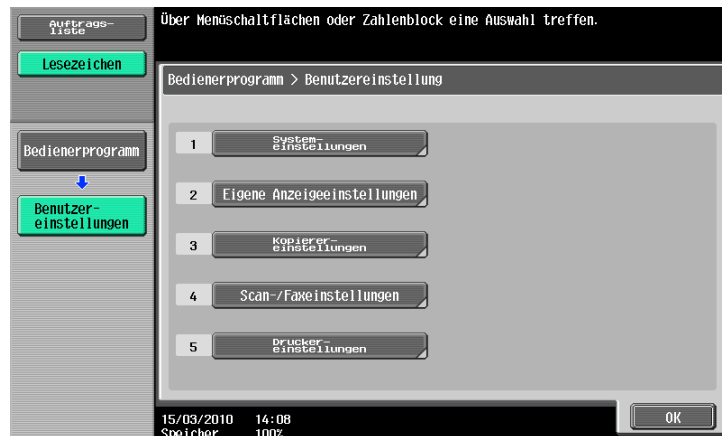 Über Menüschaltflächen oder Zahlenblock eine Auswahl treffen.
Auftrags-
liste
Lesezeichen
Bedienerprogramm > Benutzereinstellung
Bedienerprogramm
Benutzer-
einstellungen
1 System-
einstellungen
2 Eigene Anzeigeeinstellungen
3 Kopierer-
einstellungen
4 Scan-/Faxeinstellungen
5 Drucker-
einstellungen
15/03/2010 14:08
Speicher 100%
OK